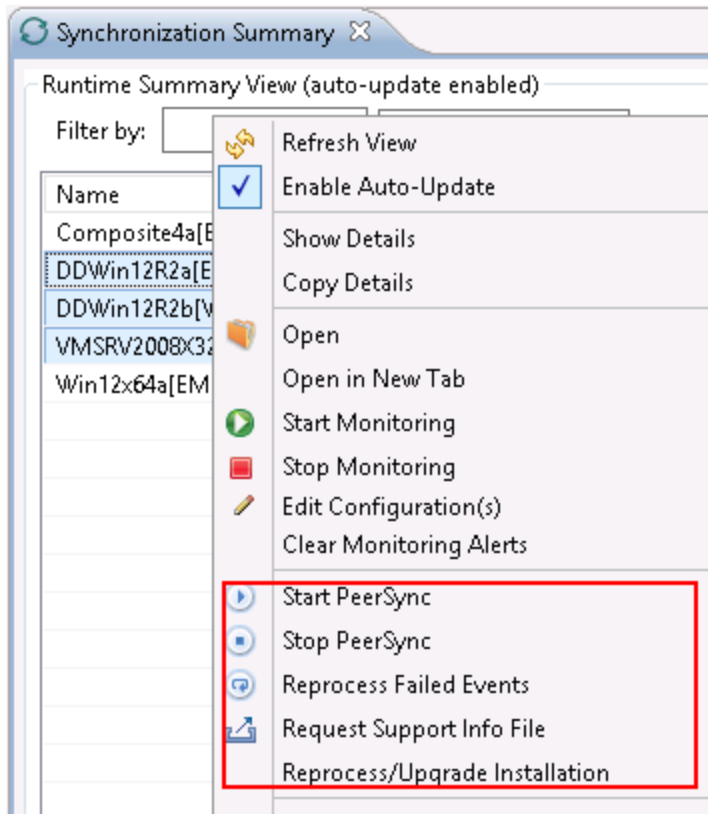 Synchronization Summary
Runtime Summary View (auto-update enabled)
Filter by:
Name
Composite4a[E
DDWin12R2a[E
DDWin12R2b[V
VMSRV2008X32
Win12x64a[EM
Refresh View
Enable Auto-Update
Show Details
Copy Details
Open
Open in New Tab
Start Monitoring
Stop Monitoring
Edit Configuration(s)
Clear Monitoring Alerts
Start PeerSync
Stop PeerSync
Reprocess Failed Events
Request Support Info File
Reprocess/Upgrade Installation